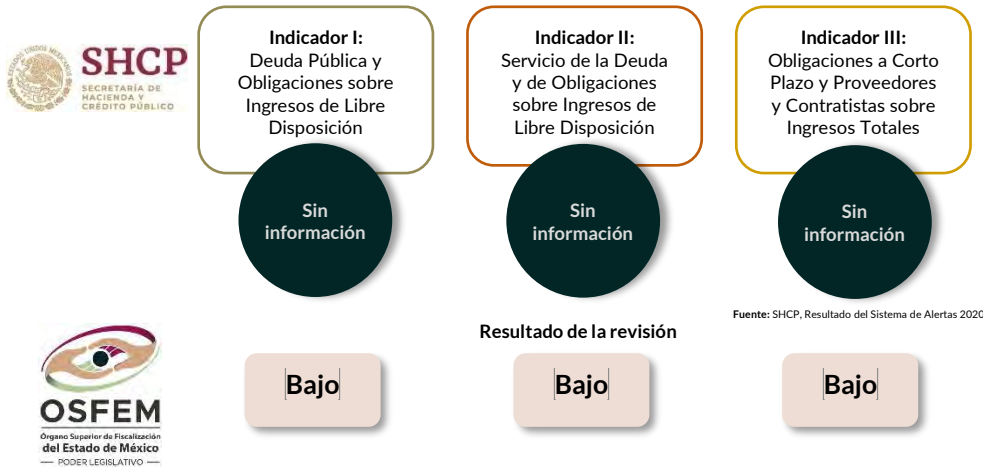 SHCP
SECRETARÍA DE
HACIENDA Y
CRÉDITO PÚBLICO
Indicador I:
Deuda Pública y
Obligaciones sobre
Ingresos de Libre
Disposición
Indicador II:
Servicio de la Deuda
y de Obligaciones
sobre Ingresos de
Libre Disposición
Indicador III:
Obligaciones a Corto
Plazo y Proveedores
y Contratistas sobre
Ingresos Totales
Sin
información
Sin
información
Sin
información
Fuente: SHCP, Resultado del Sistema de Alertas 2020
Resultado de la revisión
OSFEM
Órgano Superior de Fiscalización
del Estado de México
PODER LEGISLATIVO
Bajo
Bajo
Bajo